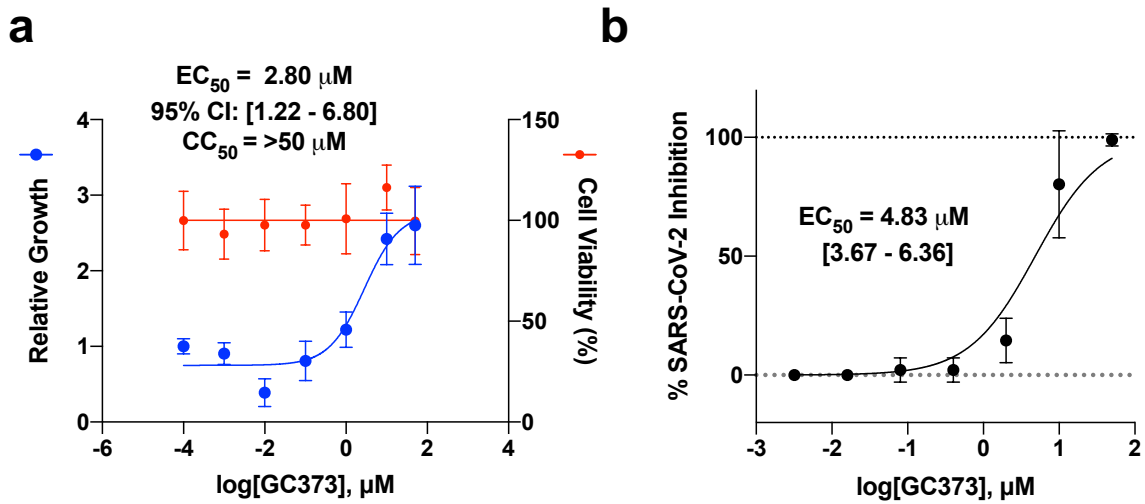 a
EC50 = 2.80 μM
95% CI: [1.22 - 6.80]
CC50 = >50 μM
Relative Growth
4
3
2
1
0
150
100
50
0
Cell Viability (%)
-6
-4
-2
0
2
4
log[GC373], μM
b
% SARS-CoV-2 Inhibition
100
50
0
EC50 = 4.83 μM
[3.67 - 6.36]
-3
-2
-1
0
1
2
log[GC373], μM